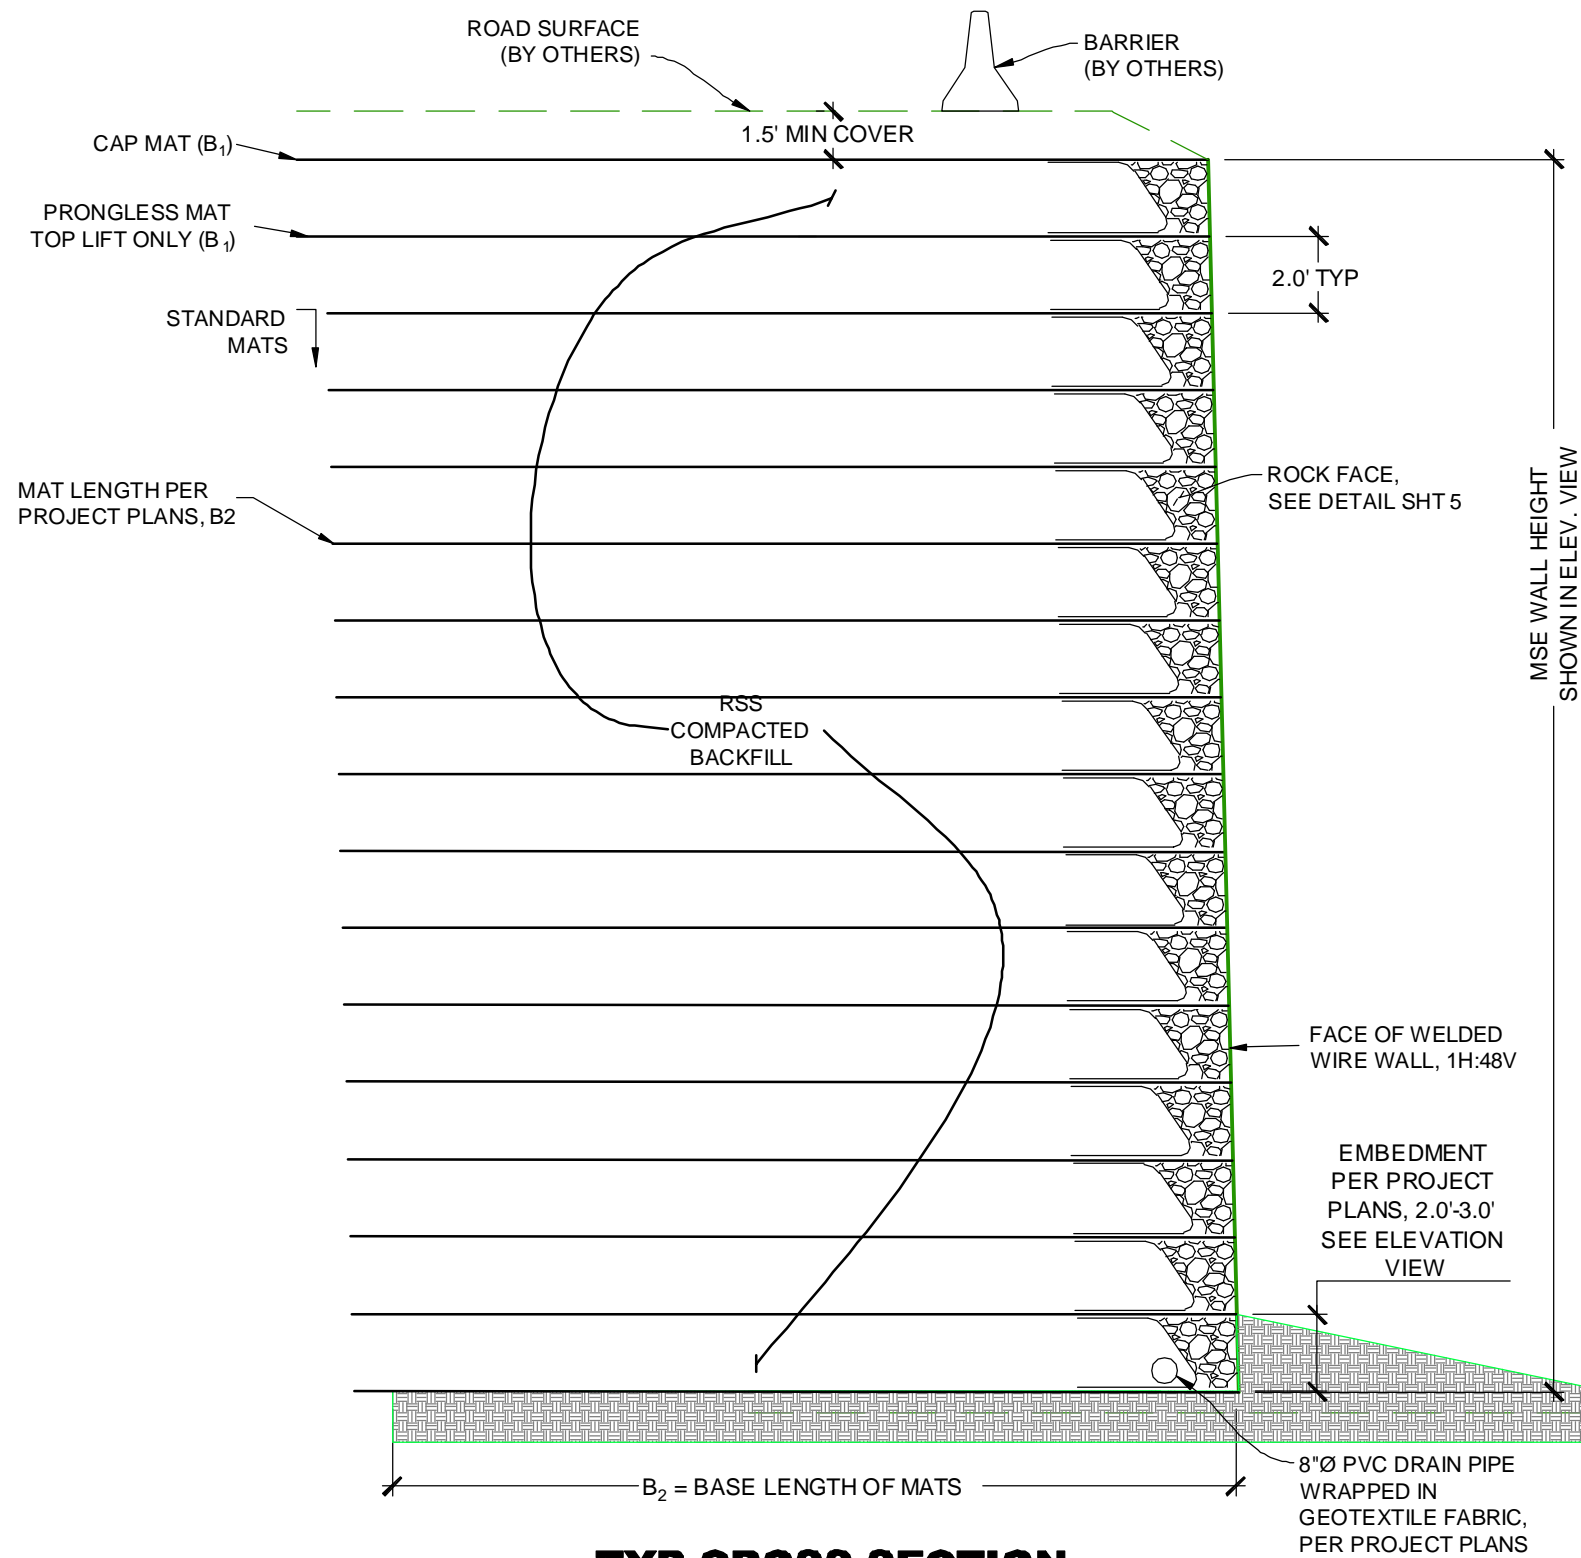 ROAD SURFACE
(BY OTHERS)
BARRIER
(BY OTHERS)
1.5' MIN COVER
CAP MAT (B₁)
PRONGLESS MAT
TOP LIFT ONLY (B₁)
2.0' TYP
STANDARD
MATS
MAT LENGTH PER
PROJECT PLANS, B2
ROCK FACE,
SEE DETAIL SHT 5
MSE WALL HEIGHT
SHOWN IN ELEV. VIEW
RSS
COMPACTED
BACKFILL
FACE OF WELDED
WIRE WALL, 1H:48V
EMBEDMENT
PER PROJECT
PLANS, 2.0'-3.0'
SEE ELEVATION
VIEW
B₂ = BASE LENGTH OF MATS
8"Ø PVC DRAIN PIPE
WRAPPED IN
GEOTEXTILE FABRIC,
PER PROJECT PLANS
TYP CROSS SECTION